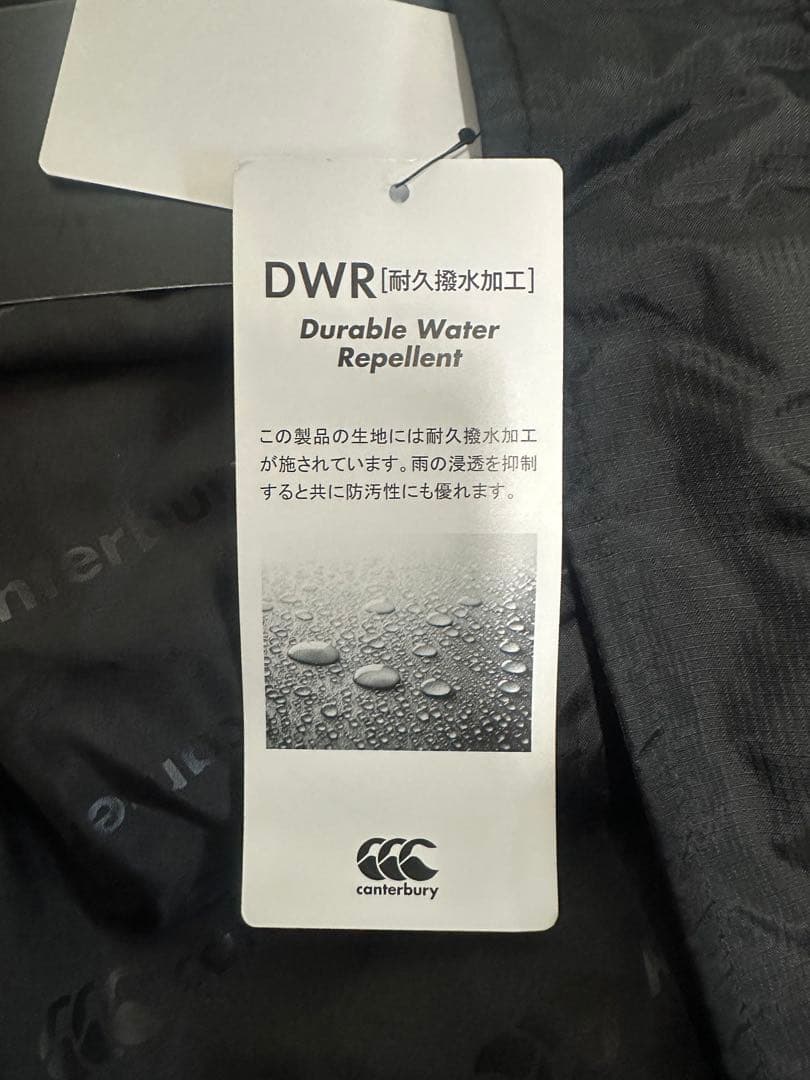 DWR[耐久撥水加工]
Durable Water
Repellent
この製品の生地には耐久撥水加工
が施されています。雨の浸透を抑制
すると共に防汚性にも優れます。
canterbury